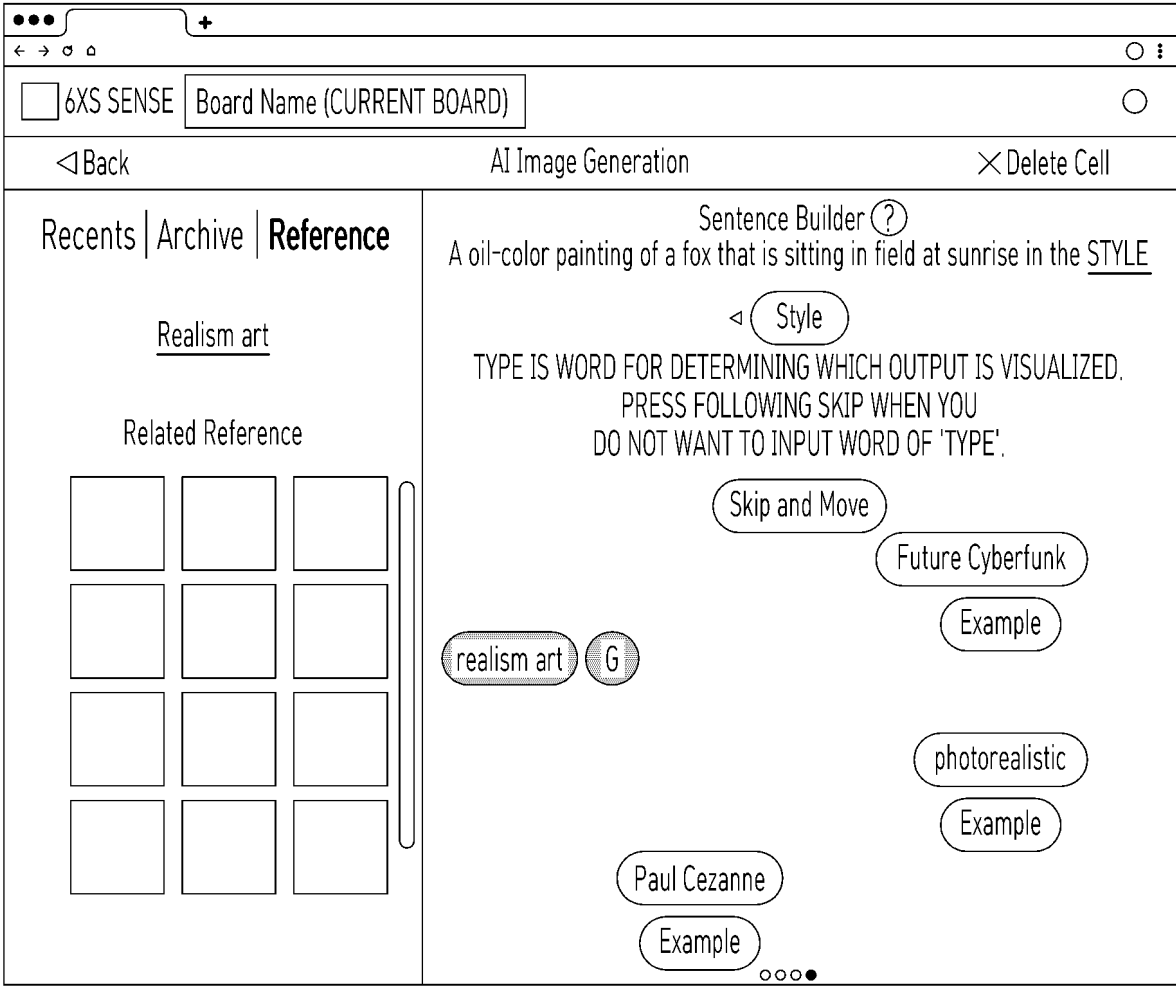 6XS SENSE
Board Name (CURRENT BOARD)
Back
AI Image Generation
Delete Cell
Recents | Archive | Reference
Realism art
Related Reference
Sentence Builder ?
A oil-color painting of a fox that is sitting in field at sunrise in the STYLE
Style
TYPE IS WORD FOR DETERMINING WHICH OUTPUT IS VISUALIZED.
PRESS FOLLOWING SKIP WHEN YOU
DO NOT WANT TO INPUT WORD OF 'TYPE'.
Skip and Move
Future Cyberfunk
Example
realism art G
photorealistic
Example
Paul Cezanne
Example